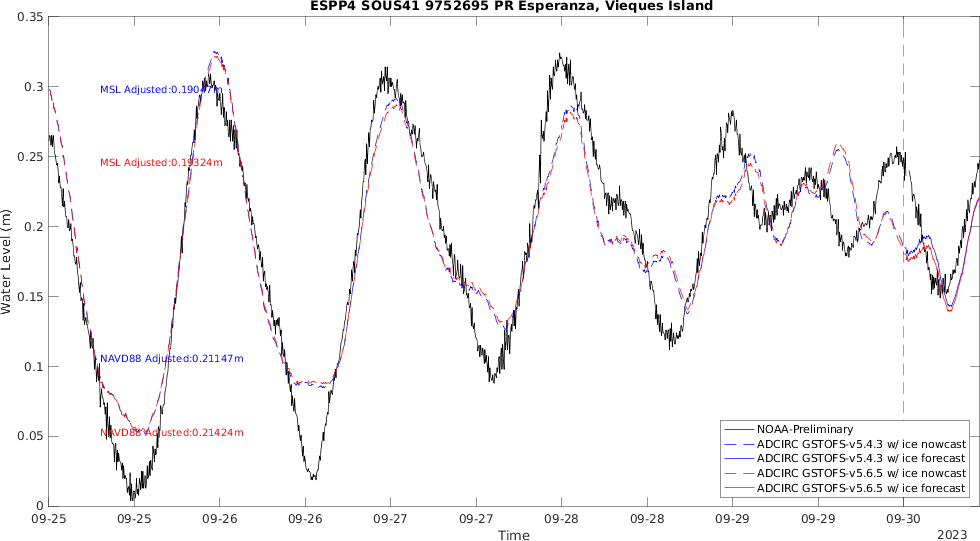 ESPP4 SOUS41 9752695 PR Esperanza, Vieques Island
0.35
0.3
0.25
0.2
0.15
0.1
0.05
0
Water Level (m)
MSL Adjusted:0.19047m
MSL Adjusted:0.19324m
NAVD88 Adjusted:0.21147m
NAVD88 Adjusted:0.21424m
NOAA-Preliminary
ADCIRC GSTOFS-v5.4.3 w/ ice nowcast
ADCIRC GSTOFS-v5.4.3 w/ ice forecast
ADCIRC GSTOFS-v5.6.5 w/ ice nowcast
ADCIRC GSTOFS-v5.6.5 w/ ice forecast
09-25 09-25 09-26 09-26 09-27 09-27 09-28 09-28 09-29 09-29 09-30
Time
2023